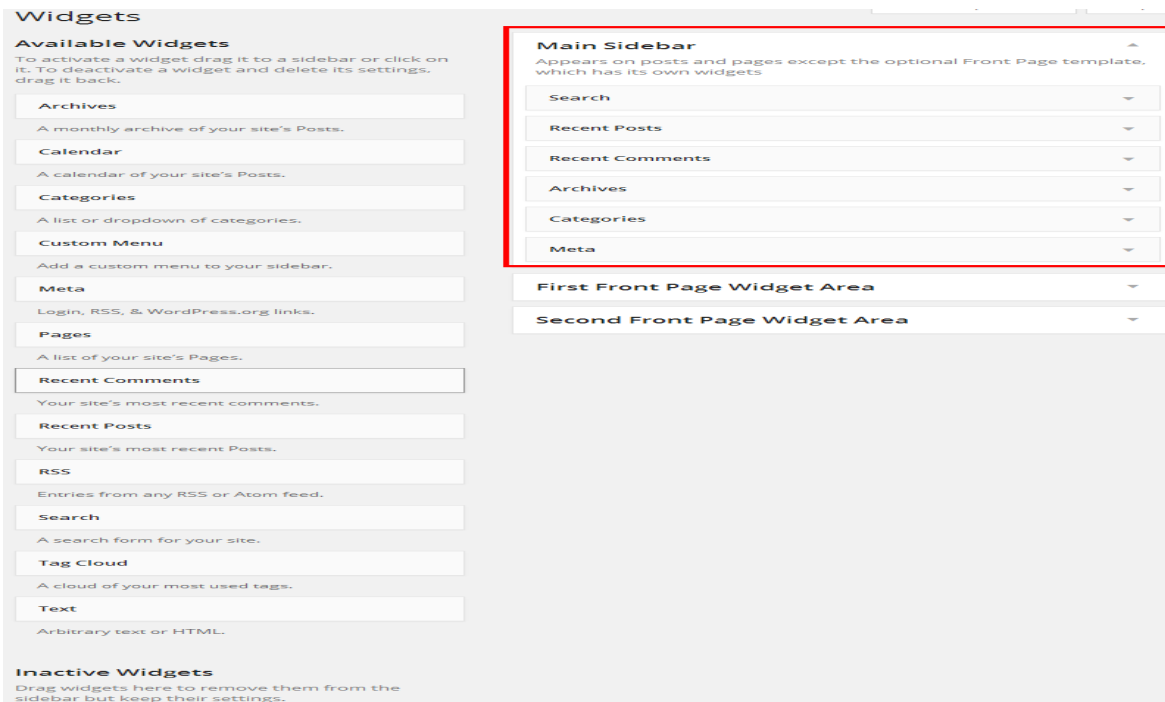 Widgets
Available Widgets
To activate a widget drag it to a sidebar or click on
it. To deactivate a widget and delete its settings,
drag it back.
Archives
A monthly archive of your site's Posts.
Calendar
A calendar of your site's Posts.
Categories
A list or dropdown of categories.
Custom Menu
Add a custom menu to your sidebar.
Meta
Login, RSS, & WordPress.org links.
Pages
A list of your site's Pages.
Recent Comments
Your site's most recent comments.
Recent Posts
Your site's most recent Posts.
RSS
Entries from any RSS or Atom feed.
Search
A search form for your site.
Tag Cloud
A cloud of your most used tags.
Text
Arbitrary text or HTML.
Inactive Widgets
Drag widgets here to remove them from the
sidebar but keep their settings.
Main Sidebar
Appears on posts and pages except the optional Front Page template,
which has its own widgets
Search
Recent Posts
Recent Comments
Archives
Categories
Meta
First Front Page Widget Area
Second Front Page Widget Area